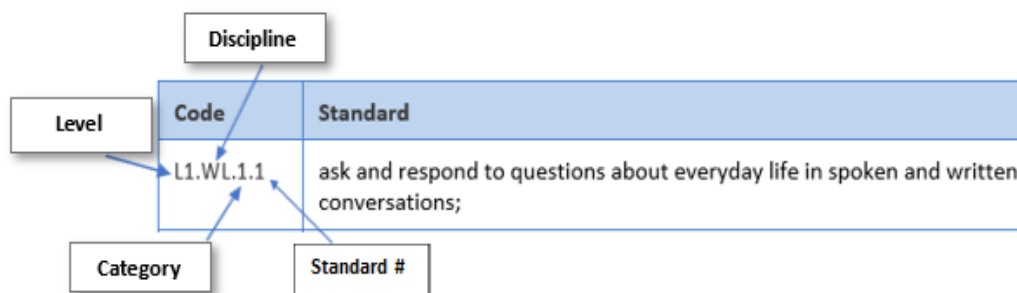 Discipline
Level
Code Standard
L1.WL.1.1 ask and respond to questions about everyday life in spoken and written
conversations;
Category
Standard #